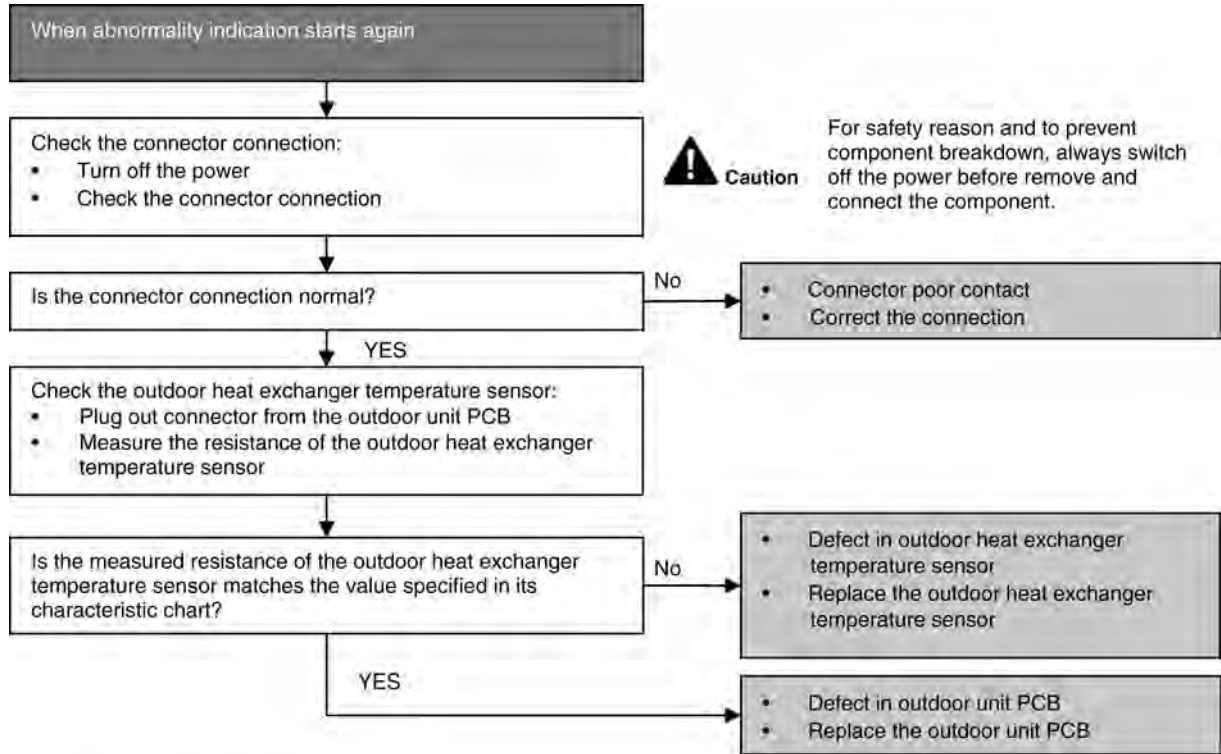 When abnormality indication starts again
Check the connector connection:
• Turn off the power
• Check the connector connection
Caution
For safety reason and to prevent
component breakdown, always switch
off the power before remove and
connect the component.
Is the connector connection normal?
No
• Connector poor contact
• Correct the connection
YES
Check the outdoor heat exchanger temperature sensor:
• Plug out connector from the outdoor unit PCB
• Measure the resistance of the outdoor heat exchanger
temperature sensor
Is the measured resistance of the outdoor heat exchanger
temperature sensor matches the value specified in its
characteristic chart?
No
• Defect in outdoor heat exchanger
temperature sensor
• Replace the outdoor heat exchanger
temperature sensor
YES
• Defect in outdoor unit PCB
• Replace the outdoor unit PCB